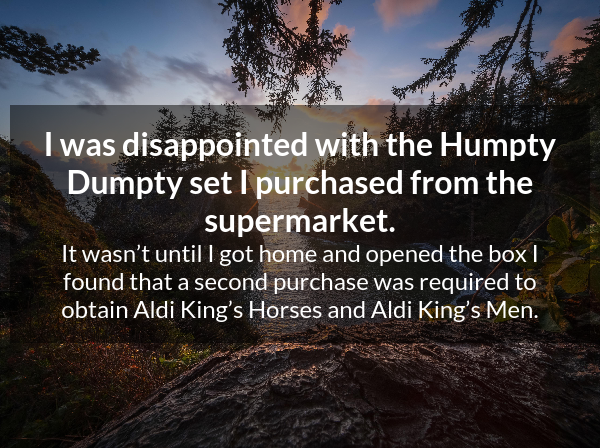 I was disappointed with the Humpty
Dumpty set I purchased from the
supermarket.
It wasn’t until I got home and opened the box I
found that a second purchase was required to
obtain Aldi King’s Horses and Aldi King’s Men.